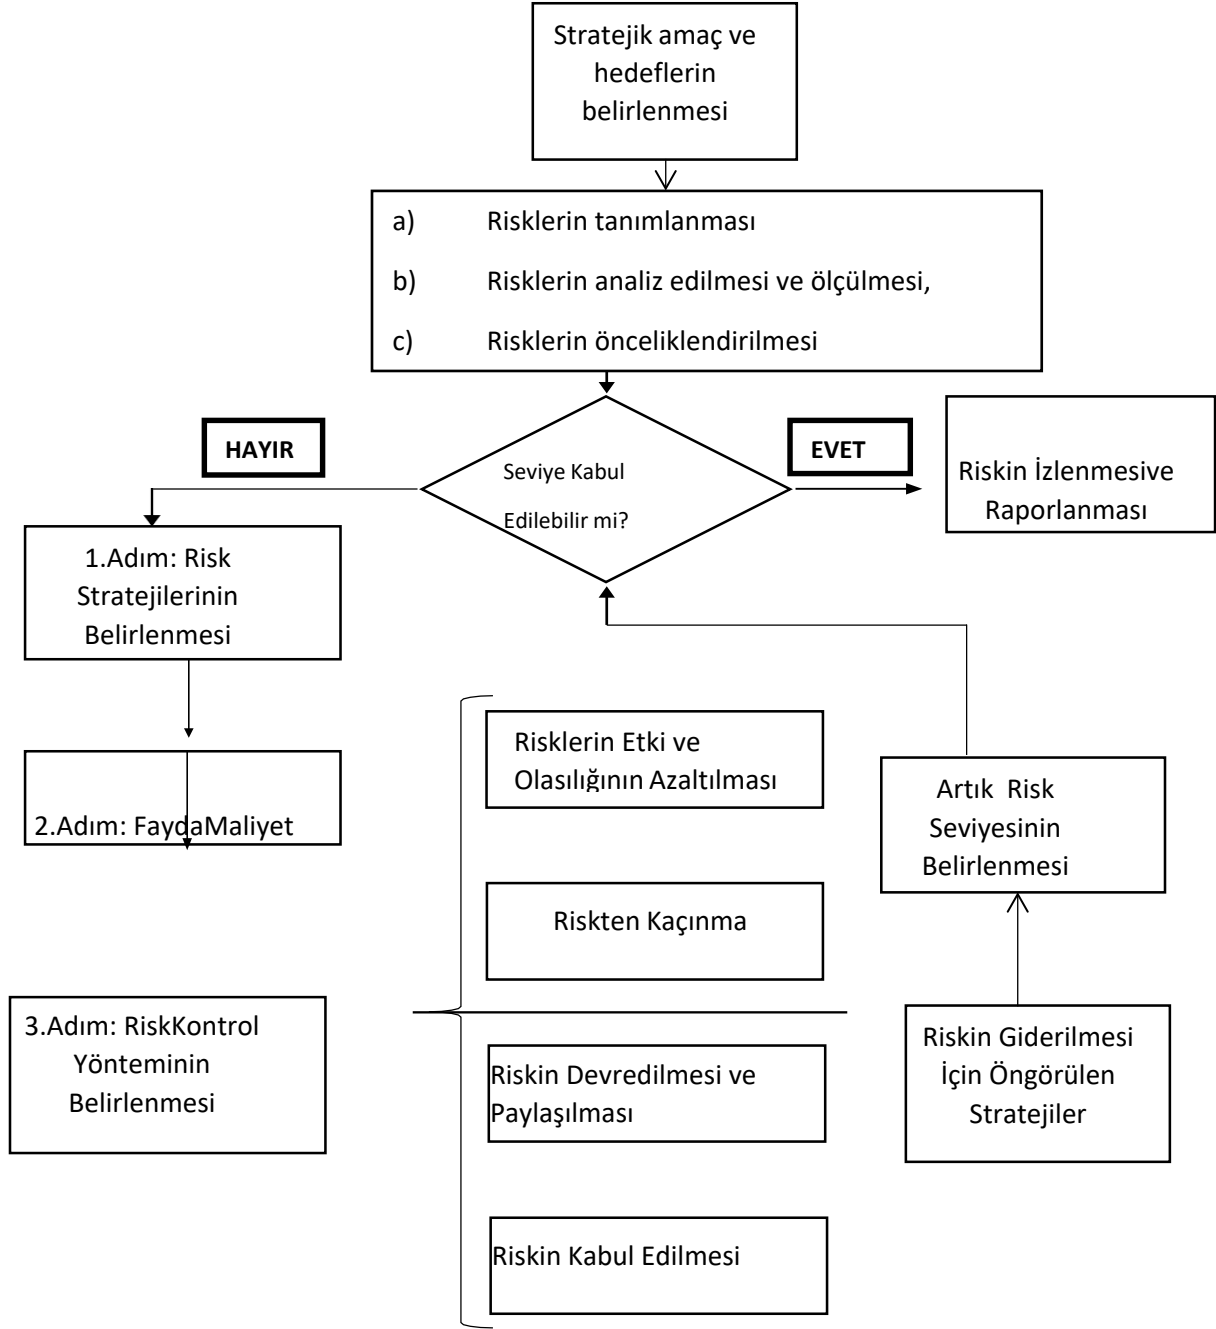 Stratejik amaç ve
hedeflerin
belirlenmesi
a) Risklerin tanımlanması
b) Risklerin analiz edilmesi ve ölçülmesi,
c) Risklerin önceliklendirilmesi
HAYIR
EVET
Seviye Kabul
Edilebilir mi?
Riskin İzlenmesive
Raporlanması
1.Adım: Risk
Stratejilerinin
Belirlenmesi
Risklerin Etki ve
Olasılığının Azaltılması
2.Adım: FaydaMaliyet
Artık Risk
Seviyesinin
Belirlenmesi
Riskten Kaçınma
3.Adım: RiskKontrol
Yönteminin
Belirlenmesi
Riskin Devredilmesi ve
Paylaşılması
Riskin Giderilmesi
İçin Öngörülen
Stratejiler
Riskin Kabul Edilmesi